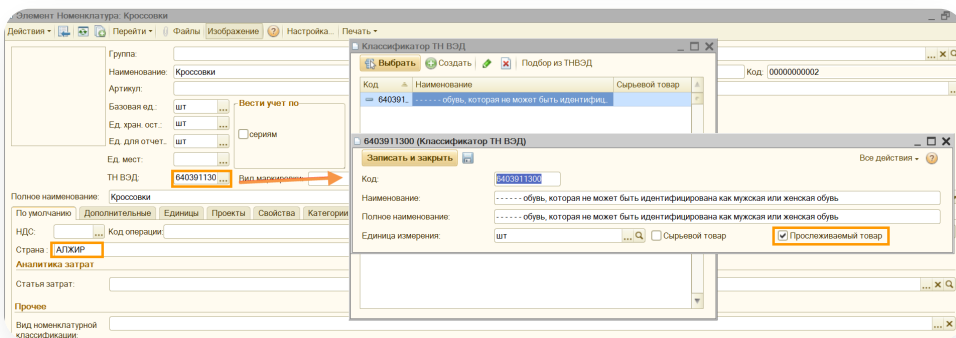 Элемент Номенклатура: Кроссовки
Действия Перейти Файлы Изображение Настройка... Печать
Группа:
Наименование: Кроссовки
Код: 00000000002
Артикул:
Базовая ед.: шт
Вести учет по
Ед. хран. ост.: шт
сериям
Ед. для отчет.. шт
Ед. мест:
ТН ВЭД: 640391130 ... Вид маркировки:
Полное наименование: Кроссовки
По умолчанию Дополнительные Единицы Проекты Свойства Категории
НДС: Код операции:
Страна : АЛЖИР
Аналитика затрат
Статья затрат:
Прочее
Вид номенклатурной
классификации:
Классификатор ТН ВЭД
Выбрать Создать Подбор из ТНВЭД
Код Наименование Сырьевой товар
640391.. - - - - - - обувь, которая не может быть идентифиц..
6403911300 (Классификатор ТН ВЭД)
Записать и закрыть Все действия
Код: 6403911300
Наименование: - - - - - - обувь, которая не может быть идентифицирована как мужская или женская обувь
Полное наименование: - - - - - - обувь, которая не может быть идентифицирована как мужская или женская обувь
Единица измерения: шт Сырьевой товар Прослеживаемый товар